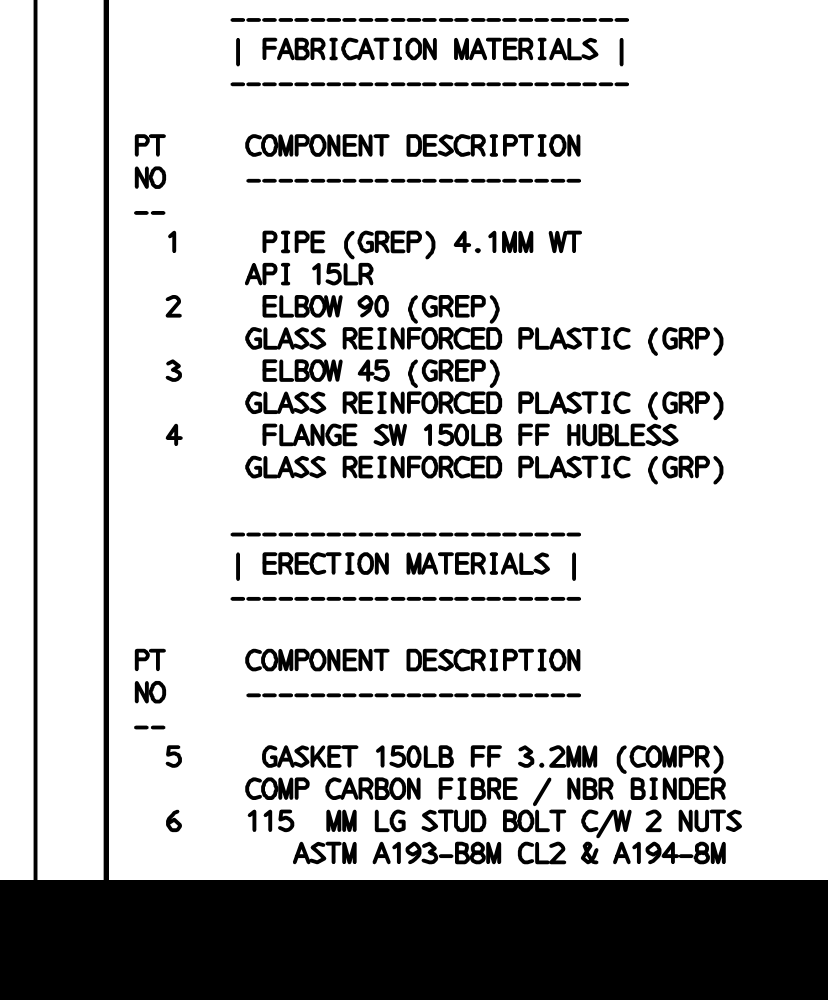 --------------------------
| FABRICATION MATERIALS |
--------------------------
PT COMPONENT DESCRIPTION
NO ---------------------
--
1 PIPE (GREP) 4.1MM WT
API 15LR
2 ELBOW 90 (GREP)
GLASS REINFORCED PLASTIC (GRP)
3 ELBOW 45 (GREP)
GLASS REINFORCED PLASTIC (GRP)
4 FLANGE SW 150LB FF HUBLESS
GLASS REINFORCED PLASTIC (GRP)
----------------------
| ERECTION MATERIALS |
----------------------
PT COMPONENT DESCRIPTION
NO ---------------------
--
5 GASKET 150LB FF 3.2MM (COMPR)
COMP CARBON FIBRE / NBR BINDER
6 115 MM LG STUD BOLT C/W 2 NUTS
ASTM A193-B8M CL2 & A194-8M